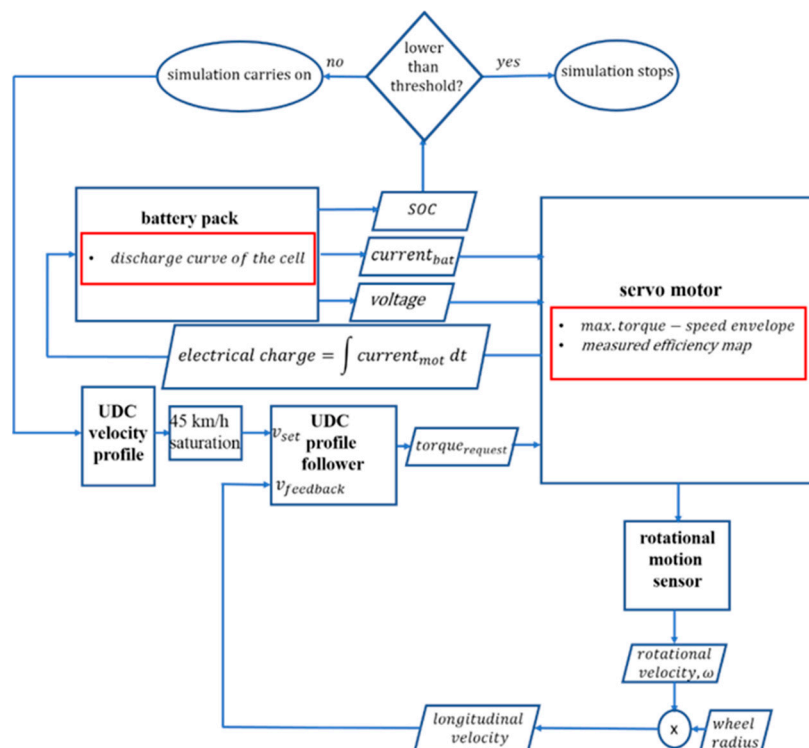 lower
than
threshold?
no
yes
simulation carries on
simulation stops
battery pack
• discharge curve of the cell
SOC
current_bat
voltage
servo motor
• max.torque − speed envelope
• measured efficiency map
electrical charge = ∫ current_mot dt
UDC
velocity
profile
45 km/h
saturation
v_set
UDC
profile
follower
v_feedback
torque_request
rotational
motion
sensor
rotational
velocity, ω
longitudinal
velocity
x
wheel
radius